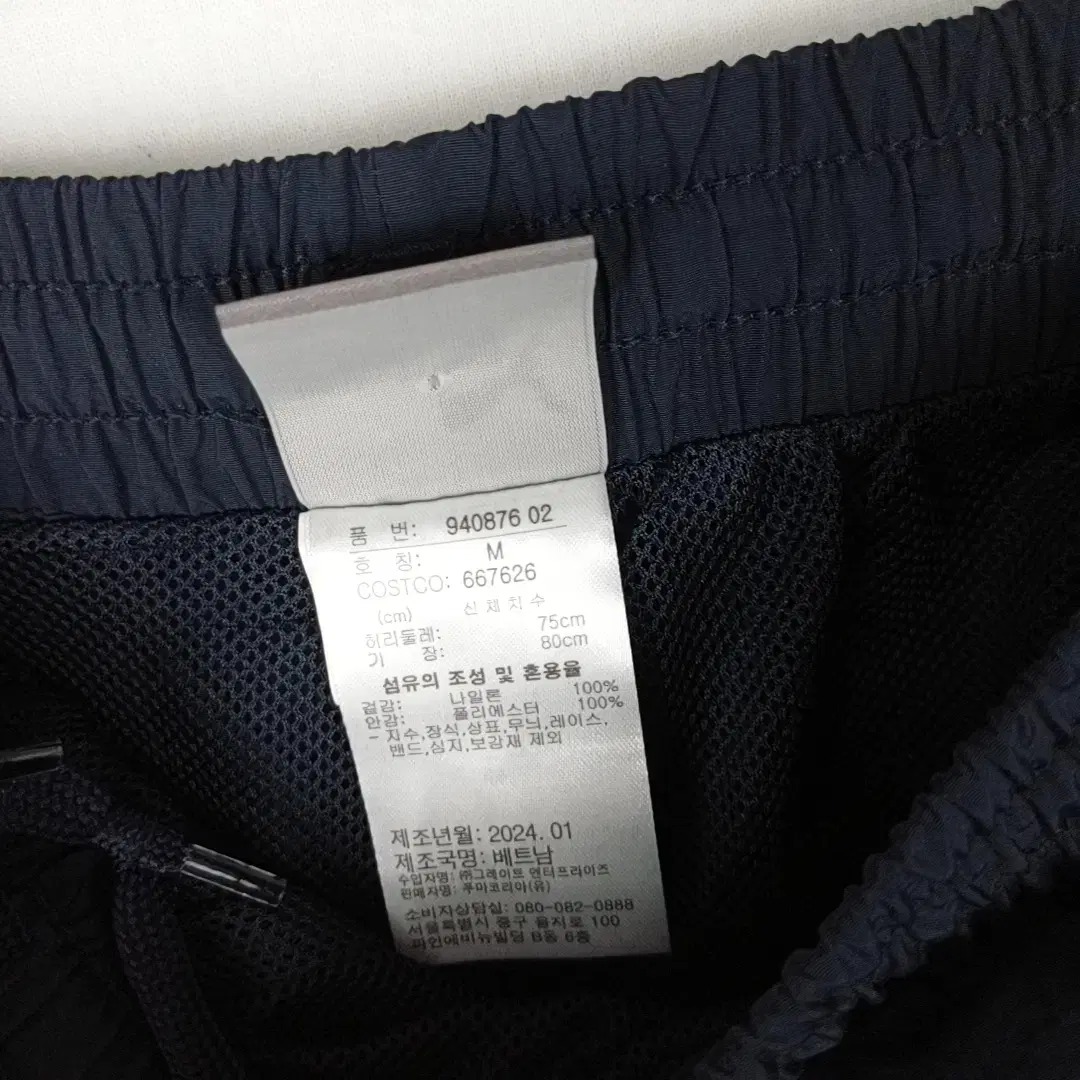 품 번: 940876 02
호 칭: M
COSTCO: 667626
(cm) 신체치수
허리둘레: 75cm
기 장: 80cm
섬유의 조성 및 혼용율
겉감: 나일론 100%
안감: 폴리에스터 100%
- 자수,장식,상표,무늬,레이스,
밴드,심지,보강재 제외
제조년월: 2024.01
제조국명: 베트남
수입자명: ㈜그레이트 엔터프라이즈
판매자명: 푸마코리아(유)
소비자상담실: 080-082-0888
서울특별시 중구 을지로 100
파인에비뉴빌딩 B동 6층